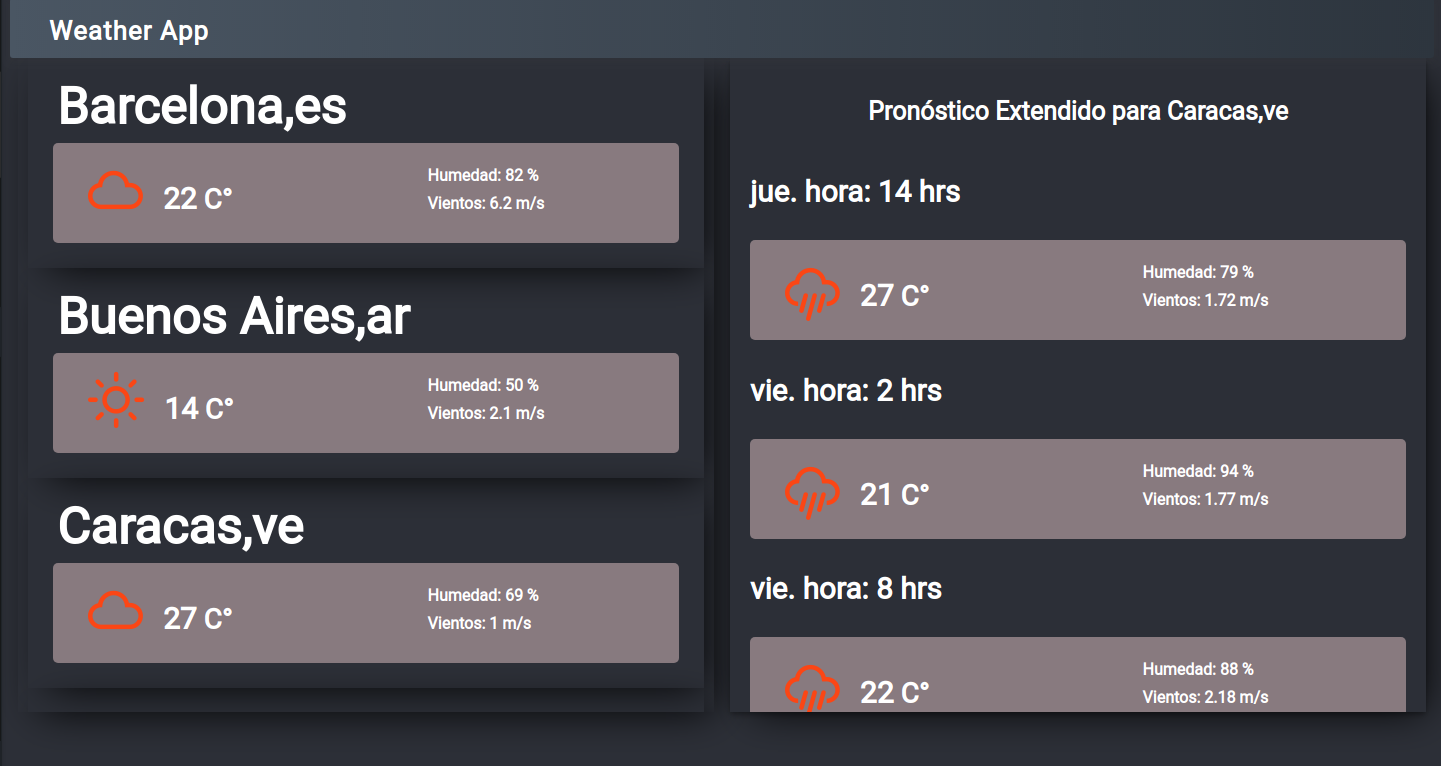 Weather App
Barcelona,es
22 C°
Humedad: 82 %
Vientos: 6.2 m/s
Buenos Aires,ar
14 C°
Humedad: 50 %
Vientos: 2.1 m/s
Caracas,ve
27 C°
Humedad: 69 %
Vientos: 1 m/s
Pronóstico Extendido para Caracas,ve
jue. hora: 14 hrs
27 C°
Humedad: 79 %
Vientos: 1.72 m/s
vie. hora: 2 hrs
21 C°
Humedad: 94 %
Vientos: 1.77 m/s
vie. hora: 8 hrs
22 C°
Humedad: 88 %
Vientos: 2.18 m/s